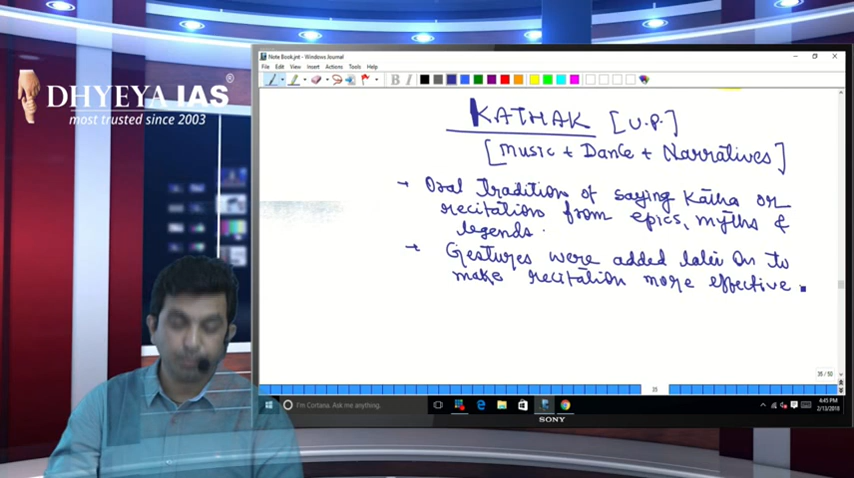 DHYEYA IAS®
most trusted since 2003
Note Book.jnt - Windows Journal
File Edit View Insert Actions Tools Help
KATHAK [U.P.]
[Music + Dance + Narratives]
→ Oral tradition of saying Katha or
recitation from epics, myths &
legends.
→ Gestures were added later on to
make recitation more effective.
35 / 50
35
I'm Cortana. Ask me anything.
4:45 PM
2/13/2018
SONY